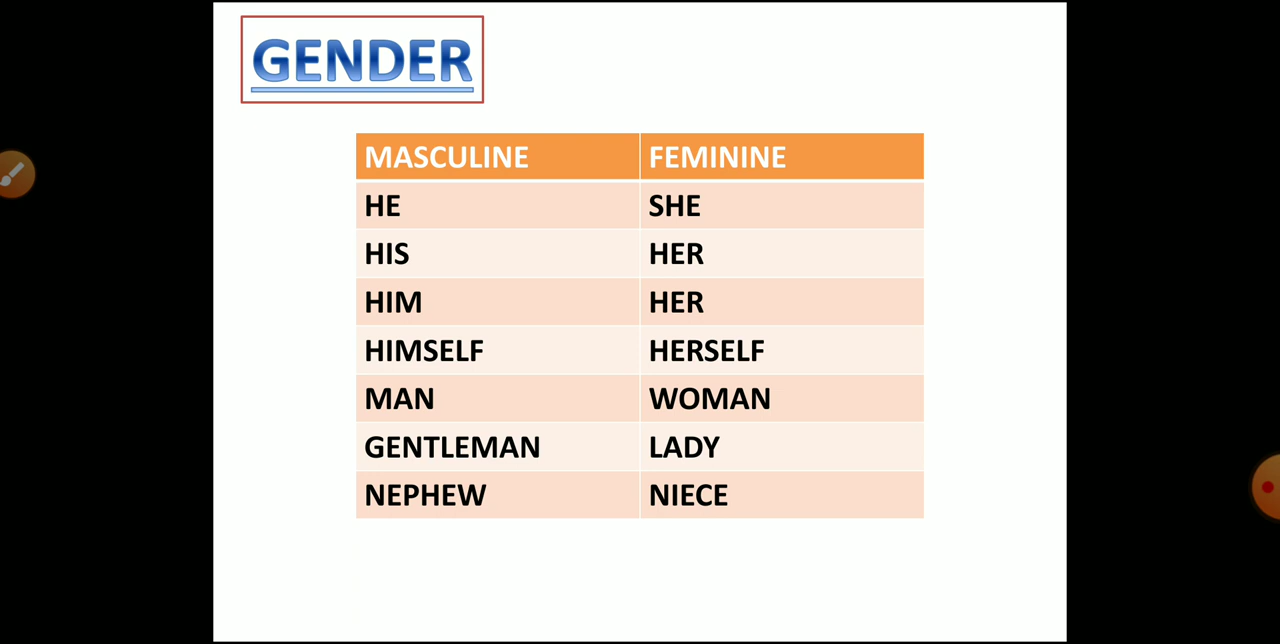 GENDER
MASCULINE FEMININE
HE SHE
HIS HER
HIM HER
HIMSELF HERSELF
MAN WOMAN
GENTLEMAN LADY
NEPHEW NIECE